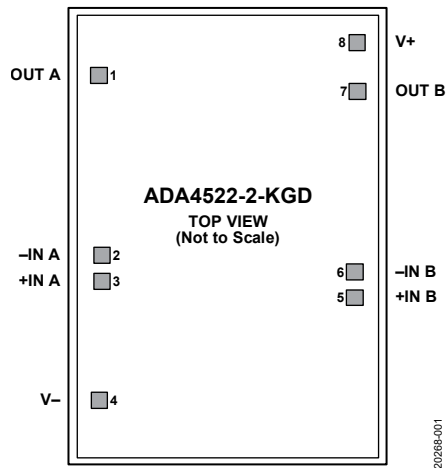 8 V+
OUT A 1
7 OUT B
ADA4522-2-KGD
TOP VIEW
(Not to Scale)
–IN A 2
6 –IN B
+IN A 3
5 +IN B
V– 4
20268-001